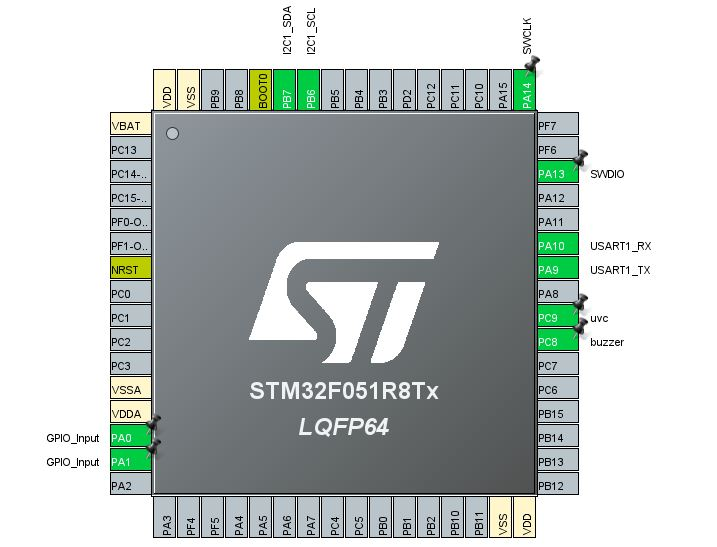 I2C1_SDA
I2C1_SCL
SWCLK
VDD
VSS
PB9
PB8
BOOT0
PB7
PB6
PB5
PB4
PB3
PD2
PC12
PC11
PC10
PA15
PA14
VBAT
PC13
PC14-..
PC15-..
PF0-O..
PF1-O..
NRST
PC0
PC1
PC2
PC3
VSSA
VDDA
GPIO_Input PA0
GPIO_Input PA1
PA2
ST
STM32F051R8Tx
LQFP64
PF7
PF6
PA13 SWDIO
PA12
PA11
PA10 USART1_RX
PA9 USART1_TX
PA8
PC9 uvc
PC8 buzzer
PC7
PC6
PB15
PB14
PB13
PB12
PA3
PF4
PF5
PA4
PA5
PA6
PA7
PC4
PC5
PB0
PB1
PB2
PB10
PB11
VSS
VDD